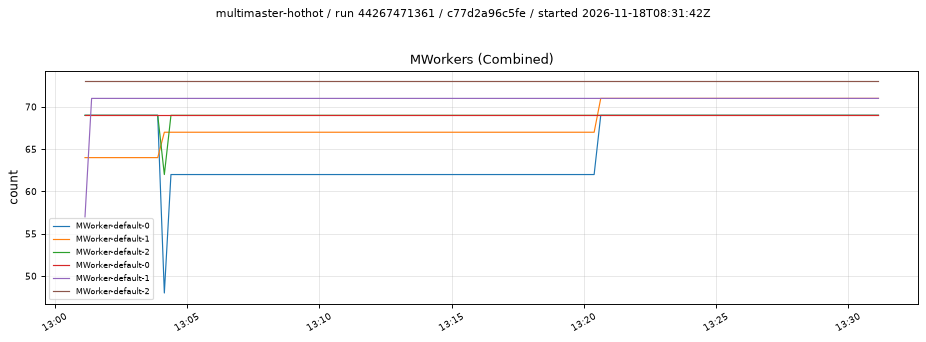 multimaster-hothot / run 44267471361 / c77d2a96c5fe / started 2026-11-18T08:31:42Z
MWorkers (Combined)
count
70
65
60
55
50
MWorker-default-0
MWorker-default-1
MWorker-default-2
MWorker-default-0
MWorker-default-1
MWorker-default-2
13:00
13:05
13:10
13:15
13:20
13:25
13:30